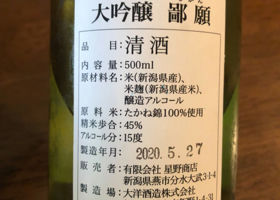 大吟醸 鄙願
品目:清酒
内容量:500ml
原材料名:米(新潟県産)、
米麹(新潟県産米)、
醸造アルコール
原料米:たかね錦100%使用
精米歩合:45%
アルコール分:15度
製造年月:2020.5.27
販売者:有限会社 星野商店
新潟県燕市分水大武3-1-4
製造場:大洋酒造株式会社